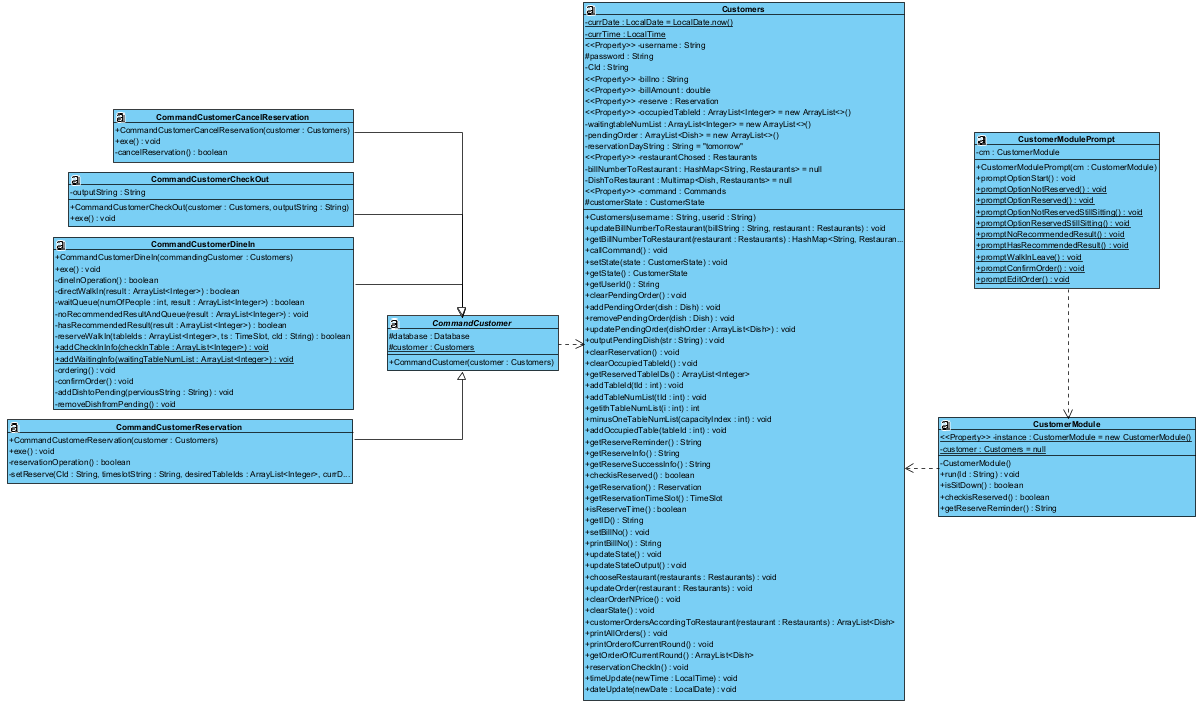 CommandCustomerCancelReservation
+CommandCustomerCancelReservation(customer : Customers)
+exe() : void
-cancelReservation() : boolean
CommandCustomerCheckOut
-outputString : String
+CommandCustomerCheckOut(customer : Customers, outputString : String)
+exe() : void
CommandCustomerDineIn
+CommandCustomerDineIn(commandingCustomer : Customers)
+exe() : void
-dineInOperation() : boolean
-directWalkIn(result : ArrayList<Integer>) : boolean
-waitQueue(numOfPeople : int, result : ArrayList<Integer>) : boolean
-noRecommendedResultAndQueue(result : ArrayList<Integer>) : void
-hasRecommendedResult(result : ArrayList<Integer>) : boolean
-reserveWalkIn(tableIds : ArrayList<Integer>, ts : TimeSlot, cId : String) : boolean
+addCheckInInfo(checkInTable : ArrayList<Integer>) : void
+addWaitingInfo(waitingTableNumList : ArrayList<Integer>) : void
-ordering() : void
-confirmOrder() : void
-addDishtoPending(perviousString : String) : void
-removeDishfromPending() : void
CommandCustomerReservation
+CommandCustomerReservation(customer : Customers)
+exe() : void
-reservationOperation() : boolean
-setReserve(CId : String, timeslotString : String, desiredTableIds : ArrayList<Integer>, currD...
CommandCustomer
#database : Database
#customer : Customers
+CommandCustomer(customer : Customers)
Customers
-currDate : LocalDate = LocalDate.now()
-currTime : LocalTime
<<Property>> -username : String
#password : String
-CId : String
<<Property>> -billno : String
<<Property>> -billAmount : double
<<Property>> -reserve : Reservation
<<Property>> -occupiedTableId : ArrayList<Integer> = new ArrayList<>()
-waitingtableNumList : ArrayList<Integer> = new ArrayList<>()
-pendingOrder : ArrayList<Dish> = new ArrayList<>()
-reservationDayString : String = "tomorrow"
<<Property>> -restaurantChosed : Restaurants
-billNumberToRestaurant : HashMap<String, Restaurants> = null
-DishToRestaurant : Multimap<Dish, Restaurants> = null
<<Property>> -command : Commands
#customerState : CustomerState
+Customers(username : String, userid : String)
+updateBillNumberToRestaurant(billString : String, restaurant : Restaurants) : void
+getBillNumberToRestaurant(restaurant : Restaurants) : HashMap<String, Restauran...
+callCommand() : void
+setState(state : CustomerState) : void
+getState() : CustomerState
+getUserId() : String
+clearPendingOrder() : void
+addPendingOrder(dish : Dish) : void
+removePendingOrder(dish : Dish) : void
+updatePendingOrder(dishOrder : ArrayList<Dish>) : void
+outputPendingDish(str : String) : void
+clearReservation() : void
+clearOccupiedTableId() : void
+getReservedTableIDs() : ArrayList<Integer>
+addTableId(tId : int) : void
+addTableNumList(tId : int) : void
+getithTableNumList(i : int) : int
+minusOneTableNumList(capacityIndex : int) : void
+addOccupiedTable(tableId : int) : void
+getReserveReminder() : String
+getReserveInfo() : String
+getReserveSuccessInfo() : String
+checkisReserved() : boolean
+getReservation() : Reservation
+getReservationTimeSlot() : TimeSlot
+isReserveTime() : boolean
+getID() : String
+setBillNo() : void
+printBillNo() : String
+updateState() : void
+updateStateOutput() : void
+chooseRestaurant(restaurants : Restaurants) : void
+updateOrder(restaurant : Restaurants) : void
+clearOrderNPrice() : void
+clearState() : void
+customerOrdersAccordingToRestaurant(restaurant : Restaurants) : ArrayList<Dish>
+printAllOrders() : void
+printOrderofCurrentRound() : void
+getOrderOfCurrentRound() : ArrayList<Dish>
+reservationCheckIn() : void
+timeUpdate(newTime : LocalTime) : void
+dateUpdate(newDate : LocalDate) : void
CustomerModulePrompt
-cm : CustomerModule
+CustomerModulePrompt(cm : CustomerModule)
+promptOptionStart() : void
+promptOptionNotReserved() : void
+promptOptionReserved() : void
+promptOptionNotReservedStillSitting() : void
+promptOptionReservedStillSitting() : void
+promptNoRecommendedResult() : void
+promptHasRecommendedResult() : void
+promptWalkInLeave() : void
+promptConfirmOrder() : void
+promptEditOrder() : void
CustomerModule
<<Property>> -instance : CustomerModule = new CustomerModule()
-customer : Customers = null
-CustomerModule()
+run(Id : String) : void
+isSitDown() : boolean
+checkisReserved() : boolean
+getReserveReminder() : String